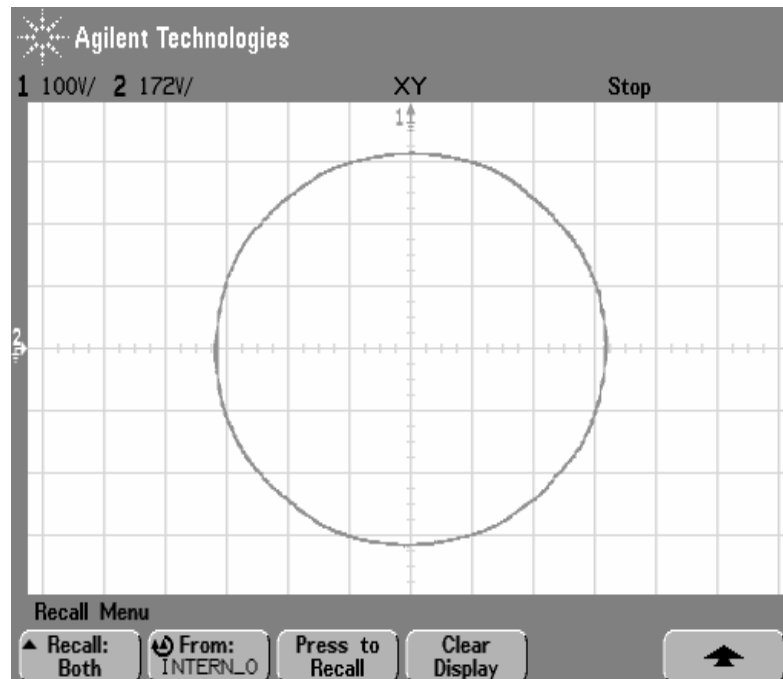 Agilent Technologies
1 100V/ 2 172V/ XY Stop
1
2
Recall Menu
Recall: Both
From: INTERN_0
Press to Recall
Clear Display